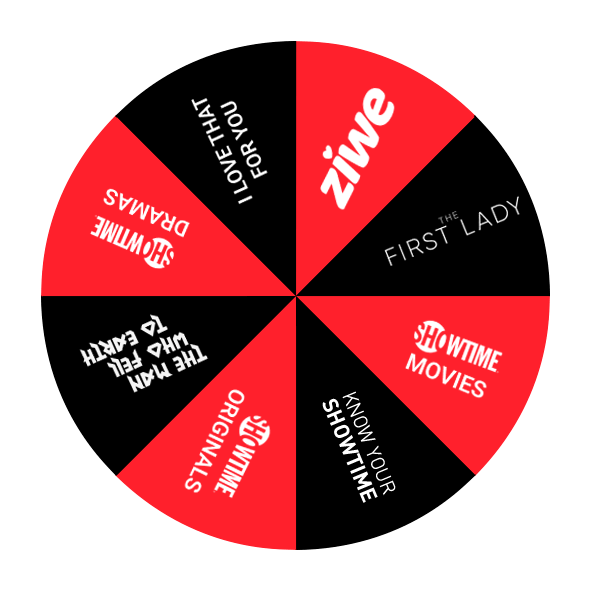 ziwe
THE
FIRST LADY
SHOWTIME
MOVIES
KNOW YOUR
SHOWTIME
SHOWTIME
ORIGINALS
THE MAN
WHO FELL
TO EARTH
SHOWTIME
DRAMAS
I LOVE THAT
FOR YOU